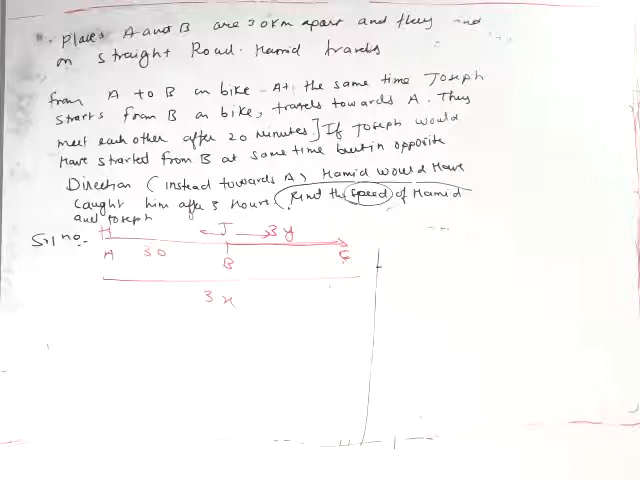 Places A and B are 30km apart and they
on straight Road. Hamid travels
from A to B on bike. At the same time Joseph
starts from B on bike, travels towards A. They
meet each other after 20 minutes] If Joseph would
Have started from B at same time but in opposite
Direction (instead towards A) Hamid would Have
caught him after 3 Hours (Find the speed of Hamid
and Joseph
Sol no.- H J 3y
A 30 B C
3x